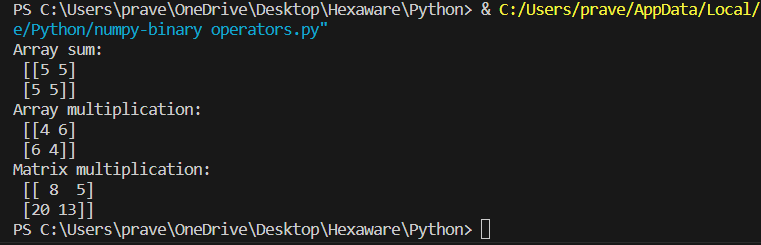 PS C:\Users\prave\OneDrive\Desktop\Hexaware\Python> & C:/Users/prave/AppData/Local/
e/Python/numpy-binary operators.py"
Array sum:
 [[5 5]
 [5 5]]
Array multiplication:
 [[4 6]
 [6 4]]
Matrix multiplication:
 [[ 8  5]
 [20 13]]
PS C:\Users\prave\OneDrive\Desktop\Hexaware\Python>